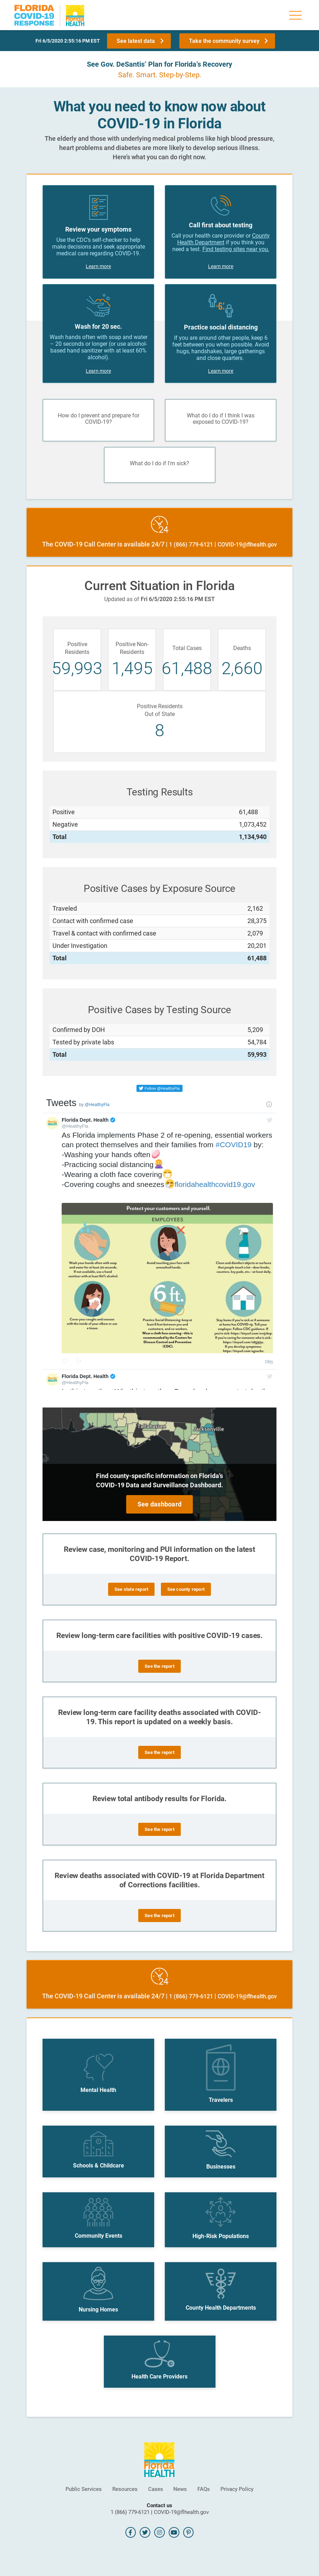 FLORIDA
COVID-19
RESPONSE
Florida
HEALTH
Fri 6/5/2020 2:55:16 PM EST
See latest data
Take the community survey
See Gov. DeSantis' Plan for Florida's Recovery
Safe. Smart. Step-by-Step.
What you need to know now about
COVID-19 in Florida
The elderly and those with underlying medical problems like high blood pressure,
heart problems and diabetes are more likely to develop serious illness.
Here's what you can do right now.
Review your symptoms
Use the CDC's self-checker to help
make decisions and seek appropriate
medical care regarding COVID-19.
Learn more
Call first about testing
Call your health care provider or County
Health Department if you think you
need a test. Find testing sites near you.
Learn more
Wash for 20 sec.
Wash hands often with soap and water
– 20 seconds or longer (or use alcohol-
based hand sanitizer with at least 60%
alcohol).
Learn more
6'
Practice social distancing
If you are around other people, keep 6
feet between you when possible. Avoid
hugs, handshakes, large gatherings
and close quarters.
Learn more
How do I prevent and prepare for
COVID-19?
What do I do if I think I was
exposed to COVID-19?
What do I do if I'm sick?
24
The COVID-19 Call Center is available 24/7 | 1 (866) 779-6121 | COVID-19@flhealth.gov
Current Situation in Florida
Updated as of Fri 6/5/2020 2:55:16 PM EST
Positive
Residents
59,993
Positive Non-
Residents
1,495
Total Cases
61,488
Deaths
2,660
Positive Residents
Out of State
8
Testing Results
Positive 61,488
Negative 1,073,452
Total 1,134,940
Positive Cases by Exposure Source
Traveled 2,162
Contact with confirmed case 28,375
Travel & contact with confirmed case 2,079
Under Investigation 20,201
Total 61,488
Positive Cases by Testing Source
Confirmed by DOH 5,209
Tested by private labs 54,784
Total 59,993
Follow @HealthyFla
Tweets by @HealthyFla
Florida Dept. Health
@HealthyFla
As Florida implements Phase 2 of re-opening, essential workers
can protect themselves and their families from #COVID19 by:
-Washing your hands often
-Practicing social distancing
-Wearing a cloth face covering
-Covering coughs and sneezes floridahealthcovid19.gov
Protect your customers and yourself.
EMPLOYEES
6 ft.
Florida Dept. Health
@HealthyFla
Tallahassee
Jacksonville
Find county-specific information on Florida's
COVID-19 Data and Surveillance Dashboard.
See dashboard
Review case, monitoring and PUI information on the latest
COVID-19 Report.
See state report
See county report
Review long-term care facilities with positive COVID-19 cases.
See the report
Review long-term care facility deaths associated with COVID-
19. This report is updated on a weekly basis.
See the report
Review total antibody results for Florida.
See the report
Review deaths associated with COVID-19 at Florida Department
of Corrections facilities.
See the report
24
The COVID-19 Call Center is available 24/7 | 1 (866) 779-6121 | COVID-19@flhealth.gov
Mental Health
Travelers
Schools & Childcare
Businesses
Community Events
High-Risk Populations
Nursing Homes
County Health Departments
Health Care Providers
Florida
HEALTH
Public Services
Resources
Cases
News
FAQs
Privacy Policy
Contact us
1 (866) 779-6121 | COVID-19@flhealth.gov